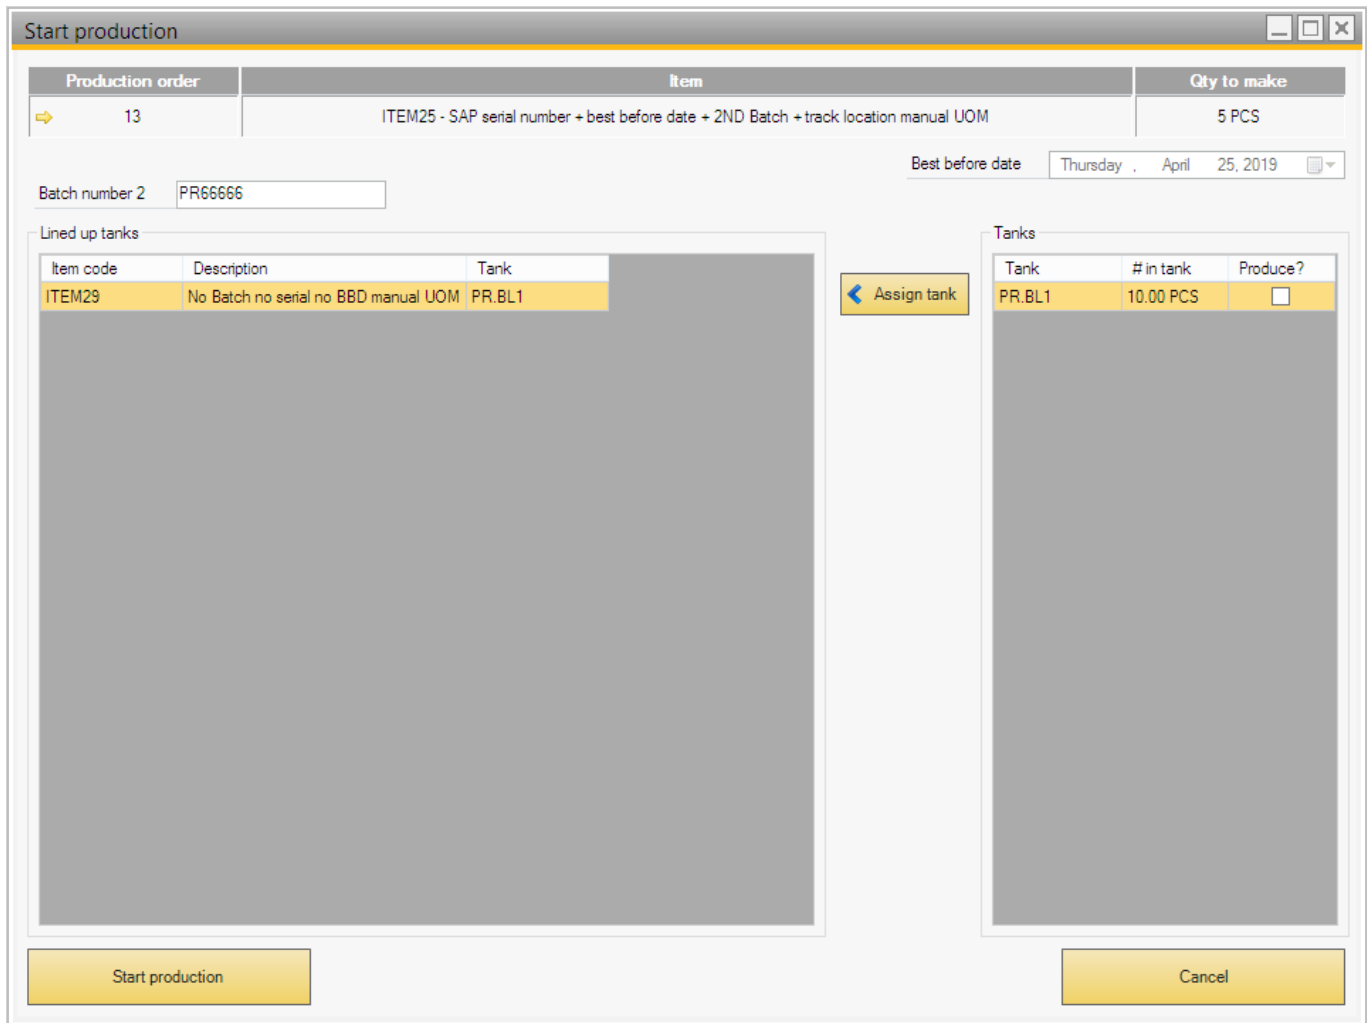 Start production
Production order Item Qty to make
13 ITEM25 - SAP serial number + best before date + 2ND Batch + track location manual UOM 5 PCS
Best before date Thursday , April 25, 2019
Batch number 2 PR66666
Lined up tanks Tanks
Item code Description Tank Tank # in tank Produce?
Assign tank
ITEM29 No Batch no serial no BBD manual UOM PR.BL1 PR.BL1 10.00 PCS
Start production Cancel